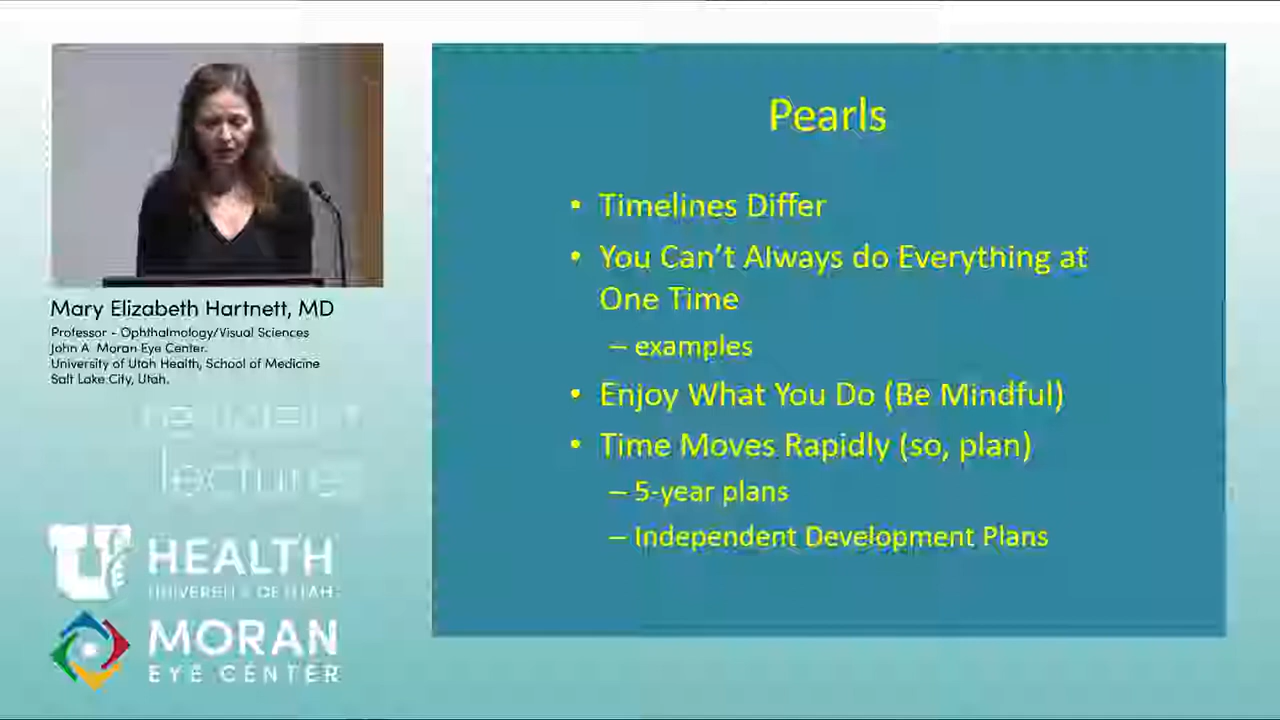 Mary Elizabeth Hartnett, MD
Professor - Ophthalmology/Visual Sciences
John A. Moran Eye Center.
University of Utah Health, School of Medicine
Salt Lake City, Utah.
lectures
U HEALTH
UNIVERSITY OF UTAH
MORAN
EYE CENTER
Pearls
• Timelines Differ
• You Can't Always do Everything at
One Time
– examples
• Enjoy What You Do (Be Mindful)
• Time Moves Rapidly (so, plan)
– 5-year plans
– Independent Development Plans